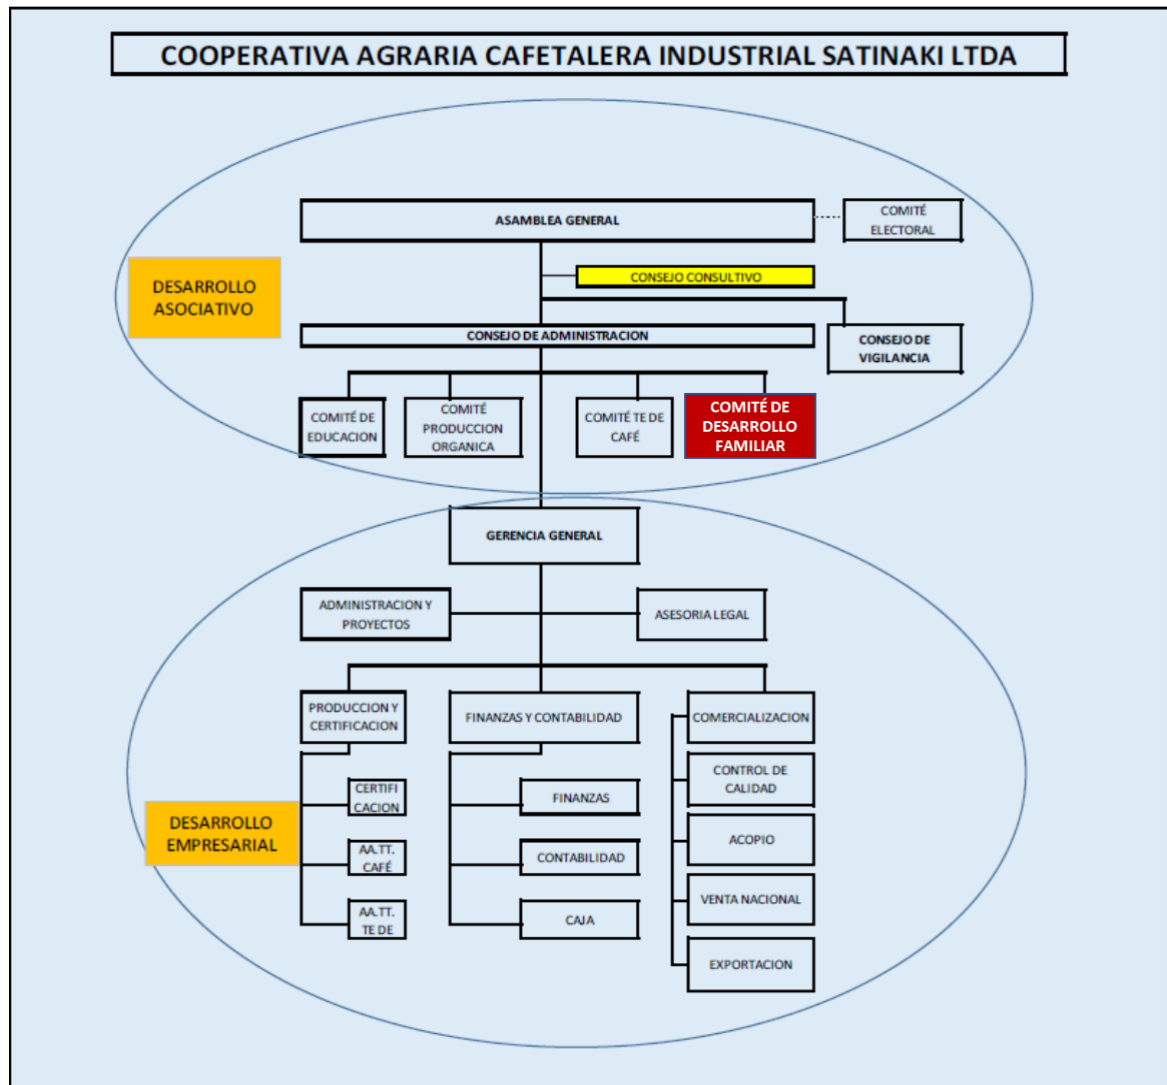 COOPERATIVA AGRARIA CAFETALERA INDUSTRIAL SATINAKI LTDA
ASAMBLEA GENERAL
COMITÉ
ELECTORAL
CONSEJO CONSULTIVO
DESARROLLO
ASOCIATIVO
CONSEJO DE ADMINISTRACION
CONSEJO DE
VIGILANCIA
COMITÉ DE
EDUCACION
COMITÉ
PRODUCCION
ORGANICA
COMITÉ TE DE
CAFÉ
COMITÉ DE
DESARROLLO
FAMILIAR
GERENCIA GENERAL
ADMINISTRACION Y
PROYECTOS
ASESORIA LEGAL
PRODUCCION Y
CERTIFICACION
FINANZAS Y CONTABILIDAD
COMERCIALIZACION
CERTIFI
CACION
FINANZAS
CONTROL DE
CALIDAD
DESARROLLO
EMPRESARIAL
AA.TT.
CAFÉ
CONTABILIDAD
ACOPIO
AA.TT.
TE DE
CAJA
VENTA NACIONAL
EXPORTACION